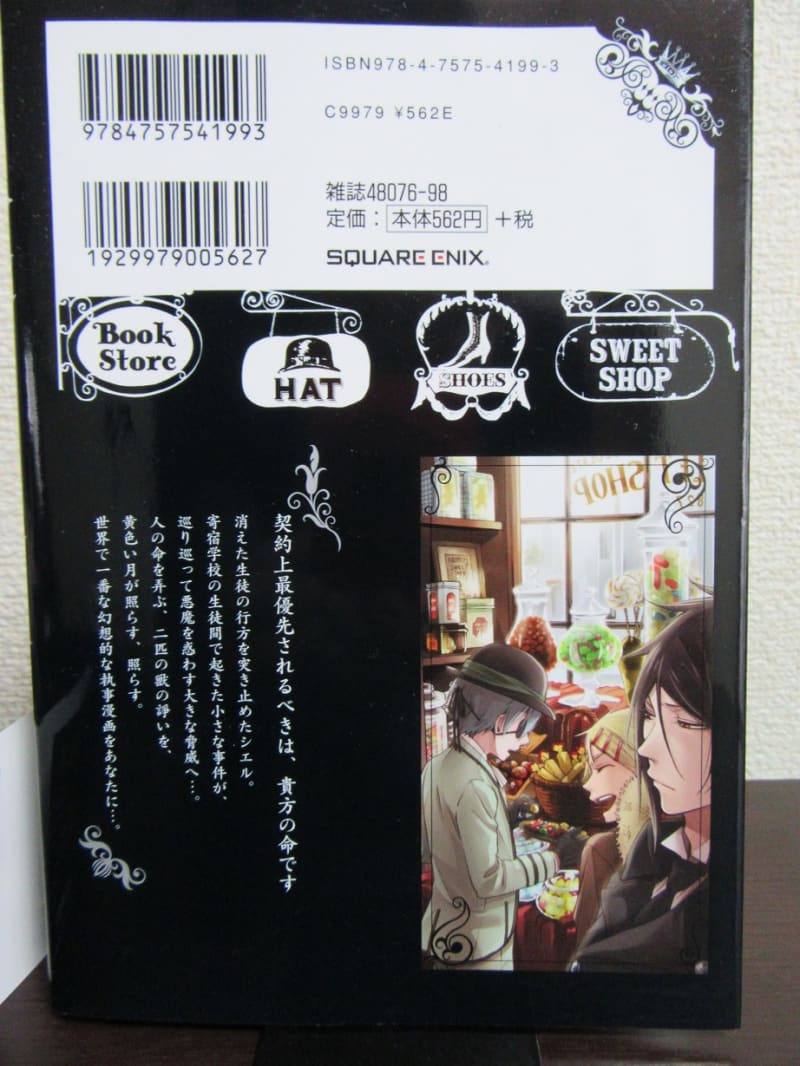 ISBN978-4-7575-4199-3
9784757541993
C9979 ¥562E
雑誌48076-98
定価：本体562円+税
1929979005627
SQUARE ENIX®
Book
Store
HAT
SHOES
SWEET
SHOP
SHOP
契約上最優先されるべきは、貴方の命です
消えた生徒の行方を突き止めたシエル。
寄宿学校の生徒間で起きた小さな事件が、
巡り巡って悪魔を惑わす大きな脅威へ…。
人の命を弄ぶ、二匹の獣の諍いを、
黄色い月が照らす、照らす。
世界で一番な幻想的な執事漫画をあなたに…。